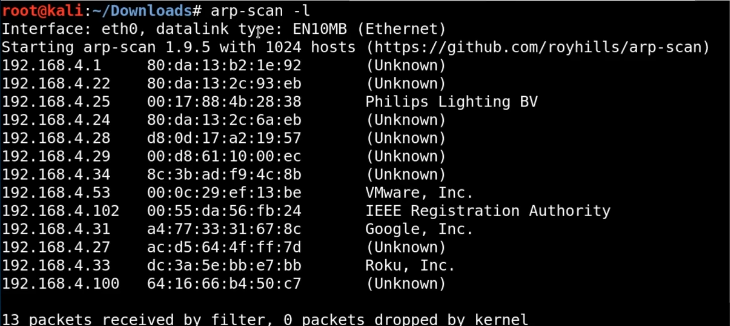 root@kali:~/Downloads# arp-scan -l
Interface: eth0, datalink type: EN10MB (Ethernet)
Starting arp-scan 1.9.5 with 1024 hosts (https://github.com/royhills/arp-scan)
192.168.4.1 80:da:13:b2:1e:92 (Unknown)
192.168.4.22 80:da:13:2c:93:eb (Unknown)
192.168.4.25 00:17:88:4b:28:38 Philips Lighting BV
192.168.4.24 80:da:13:2c:6a:eb (Unknown)
192.168.4.28 d8:0d:17:a2:19:57 (Unknown)
192.168.4.29 00:d8:61:10:00:ec (Unknown)
192.168.4.34 8c:3b:ad:f9:4c:8b (Unknown)
192.168.4.53 00:0c:29:ef:13:be VMware, Inc.
192.168.4.102 00:55:da:56:fb:24 IEEE Registration Authority
192.168.4.31 a4:77:33:31:67:8c Google, Inc.
192.168.4.27 ac:d5:64:4f:ff:7d (Unknown)
192.168.4.33 dc:3a:5e:bb:e7:bb Roku, Inc.
192.168.4.100 64:16:66:b4:50:c7 (Unknown)
13 packets received by filter, 0 packets dropped by kernel